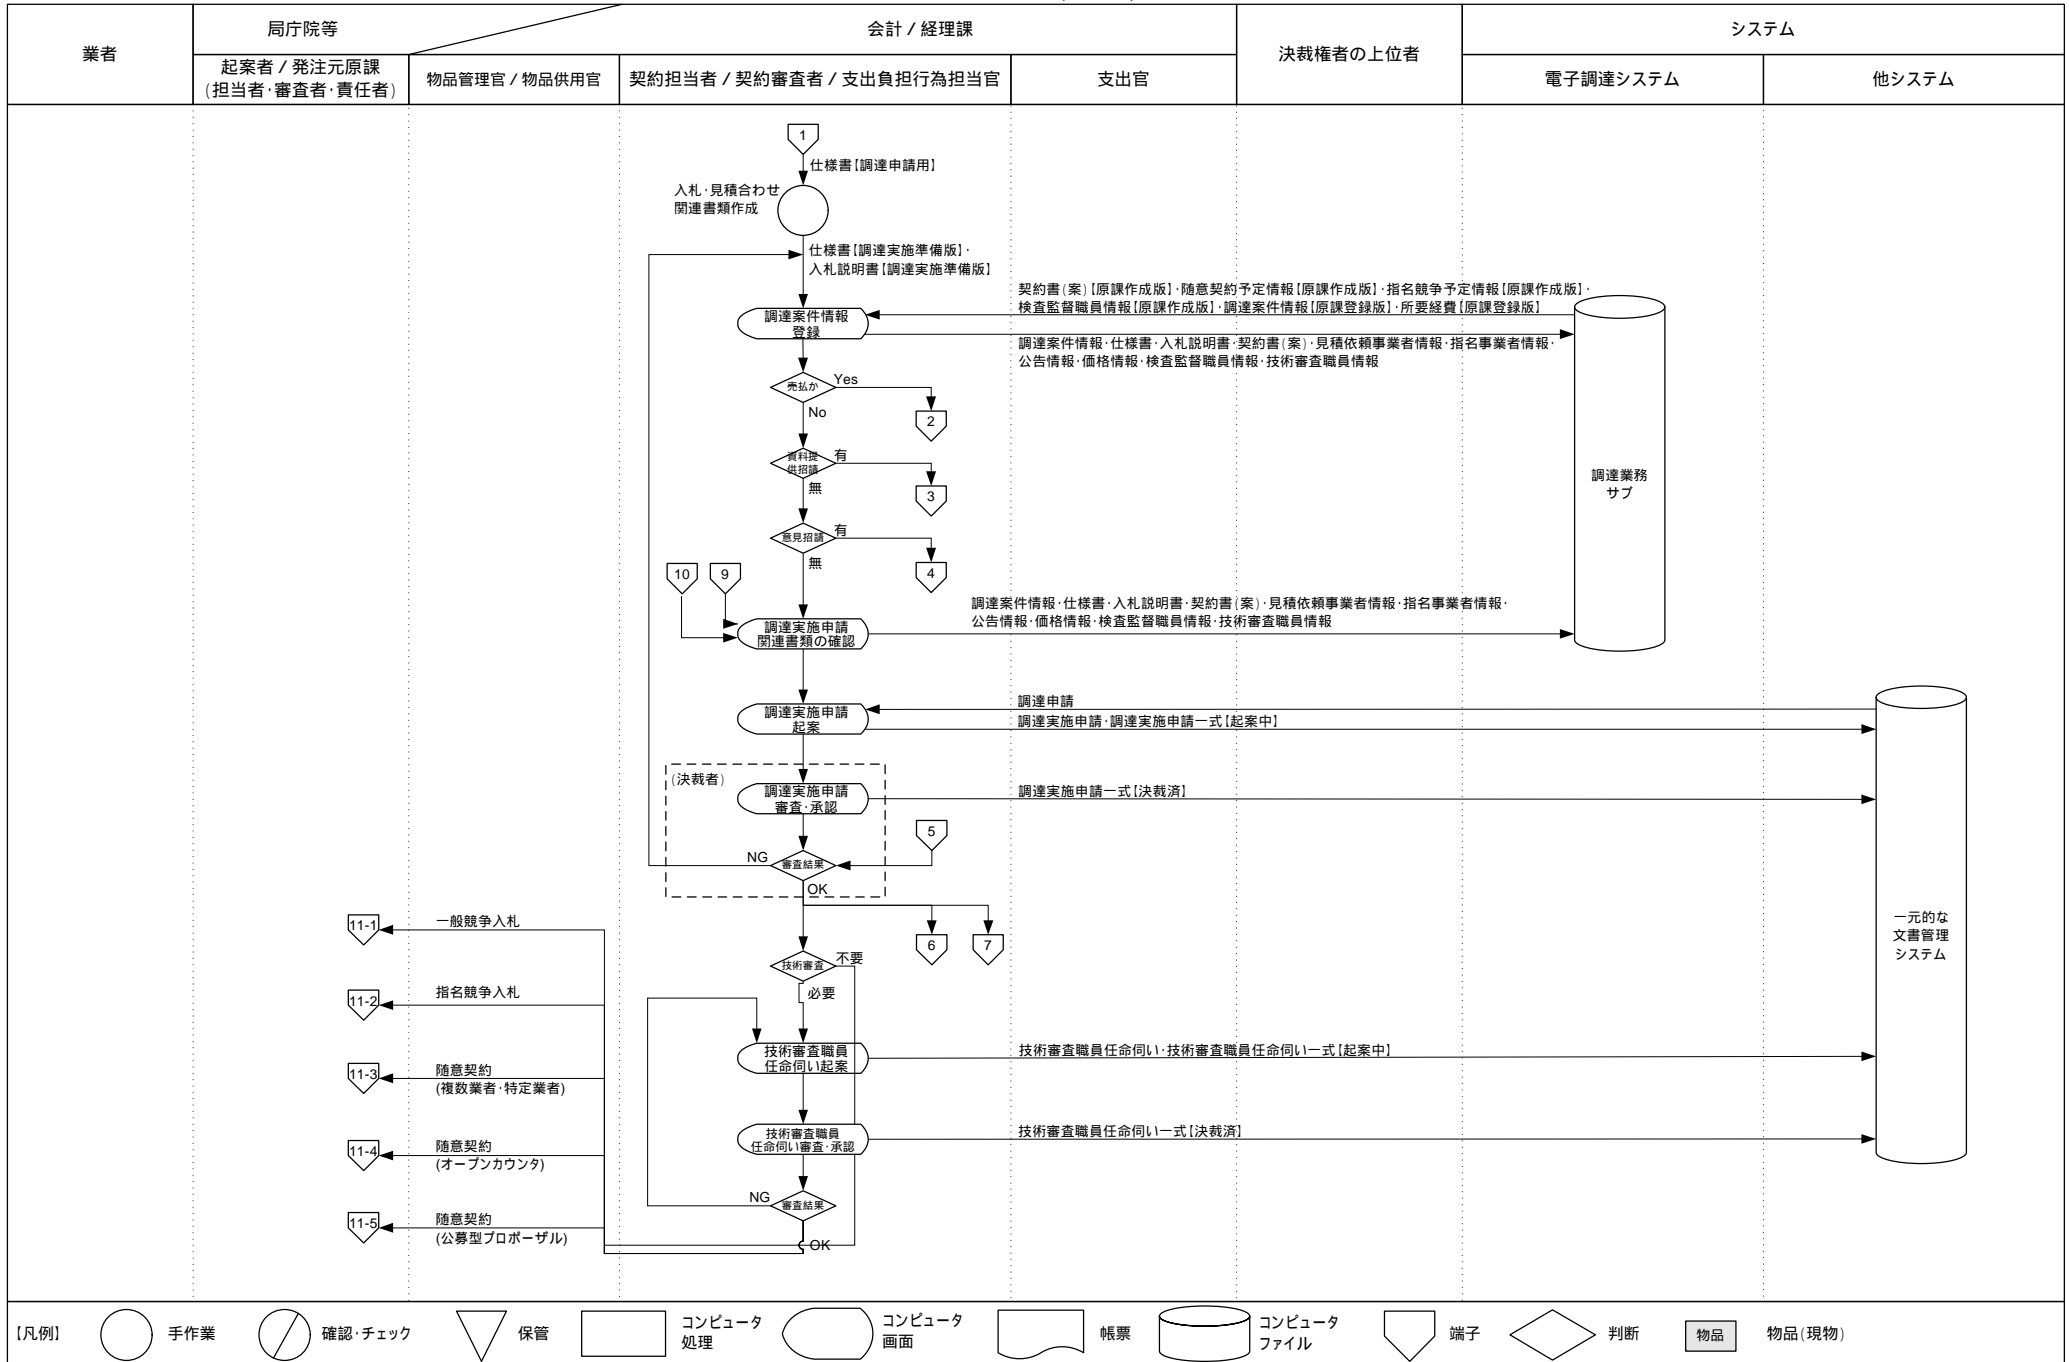 業者
局庁院等
会計 / 経理課
決裁権者の上位者
システム
起案者 / 発注元原課
(担当者・審査者・責任者)
物品管理官 / 物品供用官
契約担当者 / 契約審査者 / 支出負担行為担当官
支出官
電子調達システム
他システム
1
仕様書【調達申請用】
入札・見積合わせ
関連書類作成
仕様書【調達実施準備版】・
入札説明書【調達実施準備版】
契約書(案)【原課作成版】・随意契約予定情報【原課作成版】・指名競争予定情報【原課作成版】・
検査監督職員情報【原課作成版】・調達案件情報【原課登録版】・所要経費【原課登録版】
調達案件情報
登録
調達案件情報・仕様書・入札説明書・契約書(案)・見積依頼事業者情報・指名事業者情報・
公告情報・価格情報・検査監督職員情報・技術審査職員情報
売払か
Yes
No
2
資料提
供招請
有
無
3
調達業務
サブ
意見招請
有
無
4
10
9
調達案件情報・仕様書・入札説明書・契約書(案)・見積依頼事業者情報・指名事業者情報・
公告情報・価格情報・検査監督職員情報・技術審査職員情報
調達実施申請
関連書類の確認
調達申請
調達実施申請
起案
調達実施申請・調達実施申請一式【起案中】
(決裁者)
調達実施申請
審査・承認
調達実施申請一式【決裁済】
5
NG
審査結果
OK
6
7
一元的な
文書管理
システム
11-1
一般競争入札
技術審査
不要
必要
11-2
指名競争入札
技術審査職員
任命伺い起案
技術審査職員任命伺い・技術審査職員任命伺い一式【起案中】
11-3
随意契約
(複数業者・特定業者)
技術審査職員
任命伺い審査・承認
技術審査職員任命伺い一式【決裁済】
11-4
随意契約
(オープンカウンタ)
NG
審査結果
OK
11-5
随意契約
(公募型プロポーザル)
【凡例】
手作業
確認・チェック
保管
コンピュータ
処理
コンピュータ
画面
帳票
コンピュータ
ファイル
端子
判断
物品
物品(現物)